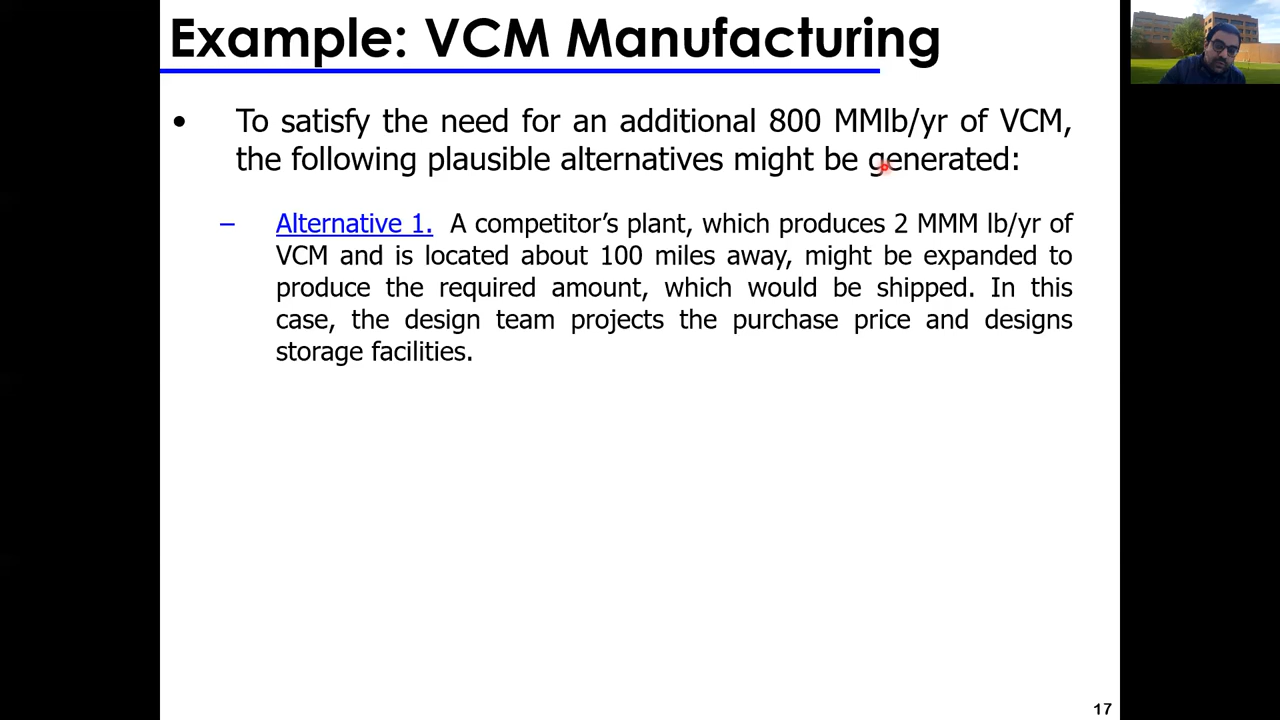 Example: VCM Manufacturing
• To satisfy the need for an additional 800 MMlb/yr of VCM,
the following plausible alternatives might be generated:
– Alternative 1. A competitor’s plant, which produces 2 MMM lb/yr of
VCM and is located about 100 miles away, might be expanded to
produce the required amount, which would be shipped. In this
case, the design team projects the purchase price and designs
storage facilities.
17